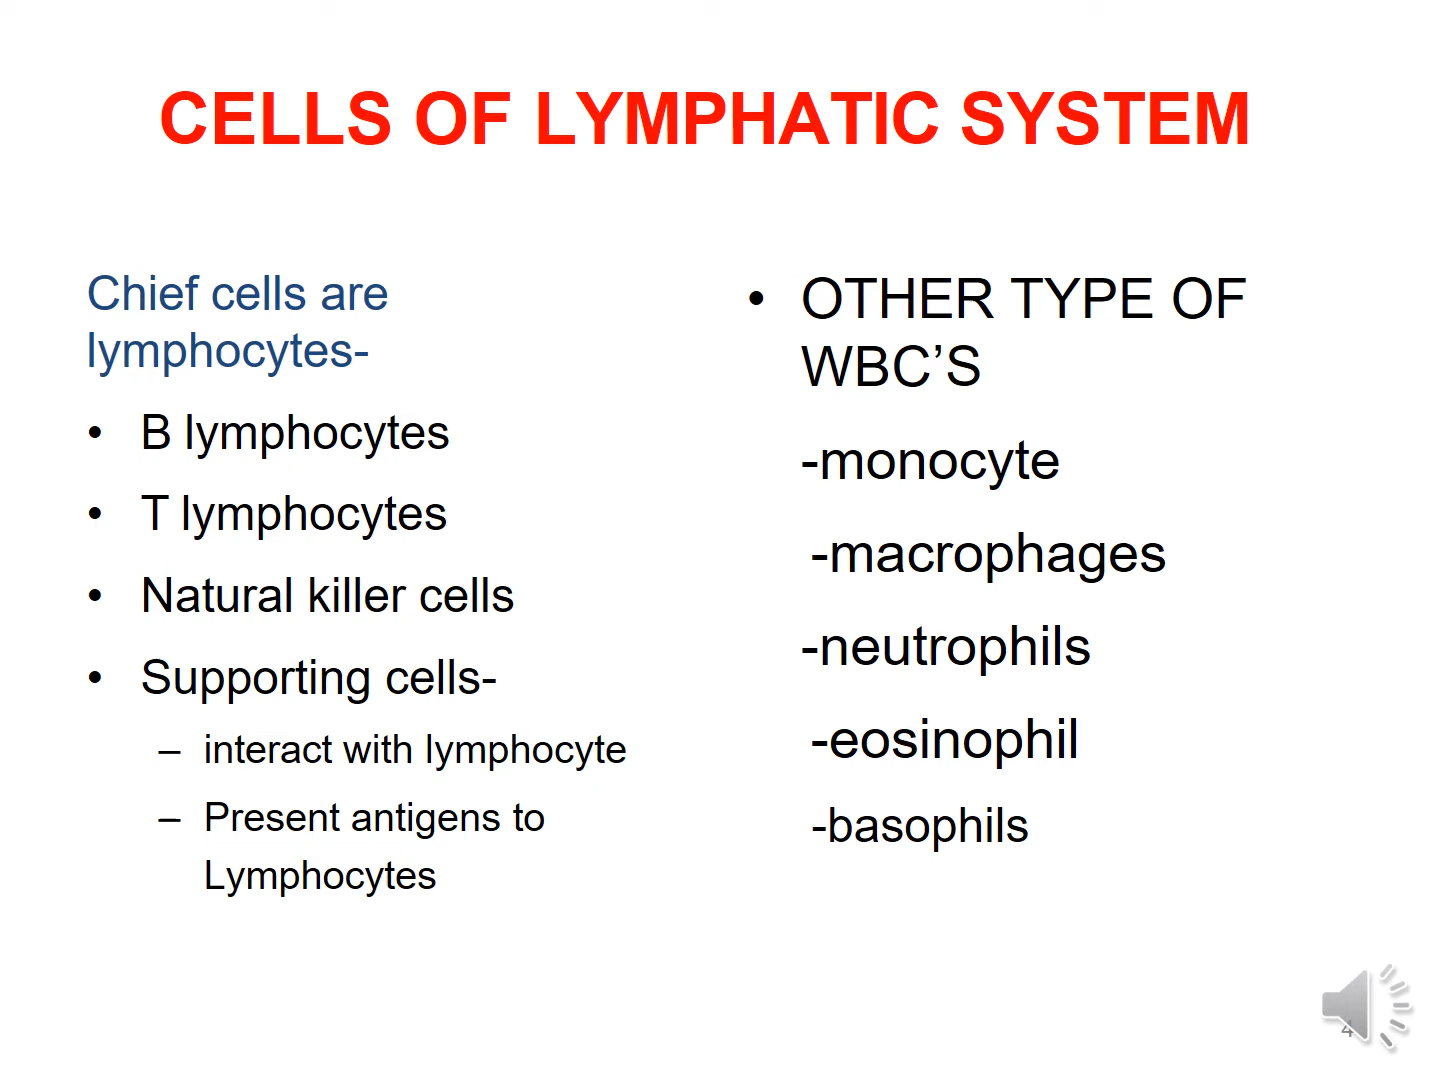 CELLS OF LYMPHATIC SYSTEM
Chief cells are
lymphocytes-
• B lymphocytes
• T lymphocytes
• Natural killer cells
• Supporting cells-
– interact with lymphocyte
– Present antigens to
Lymphocytes
• OTHER TYPE OF
WBC’S
-monocyte
-macrophages
-neutrophils
-eosinophil
-basophils
4